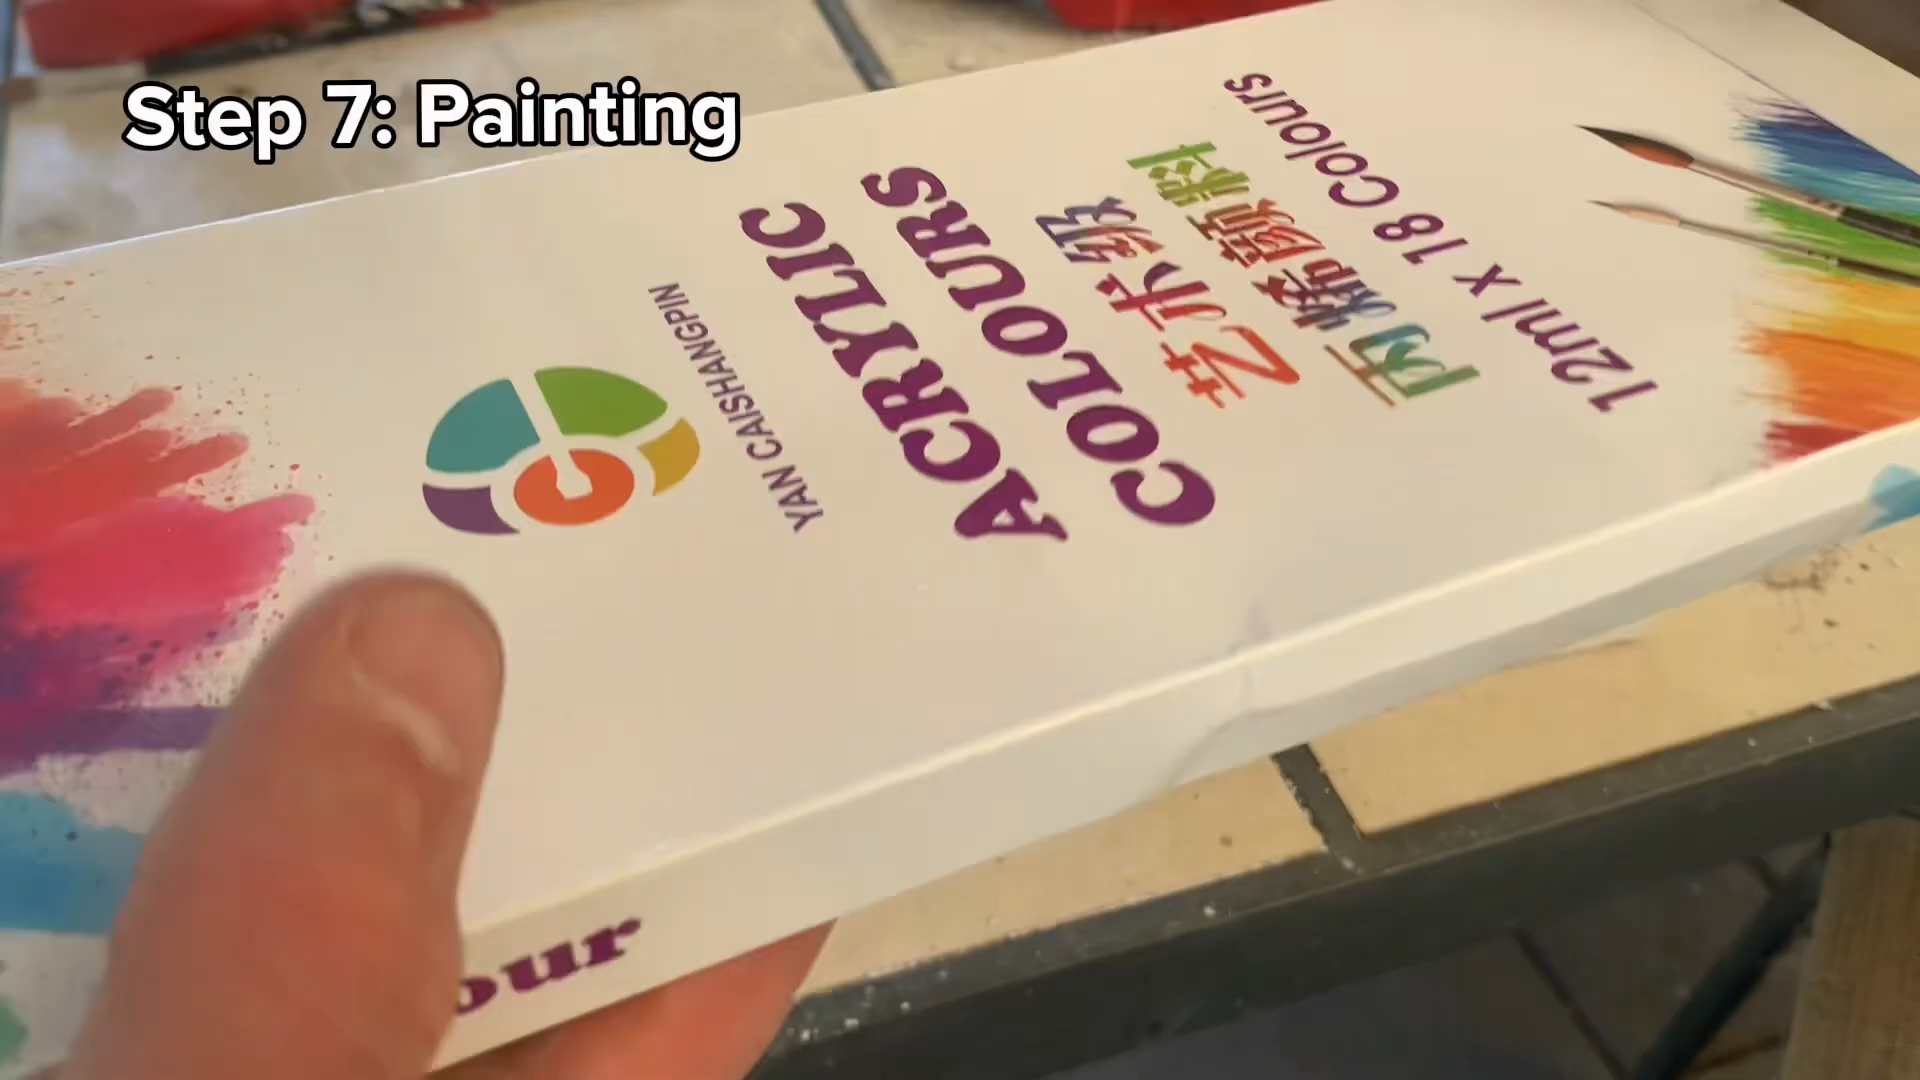 Step 7: Painting
YAN CAISHANGPIN
ACRYLIC
COLOURS
艺术级
丙烯颜料
12ml x 18 Colours
our